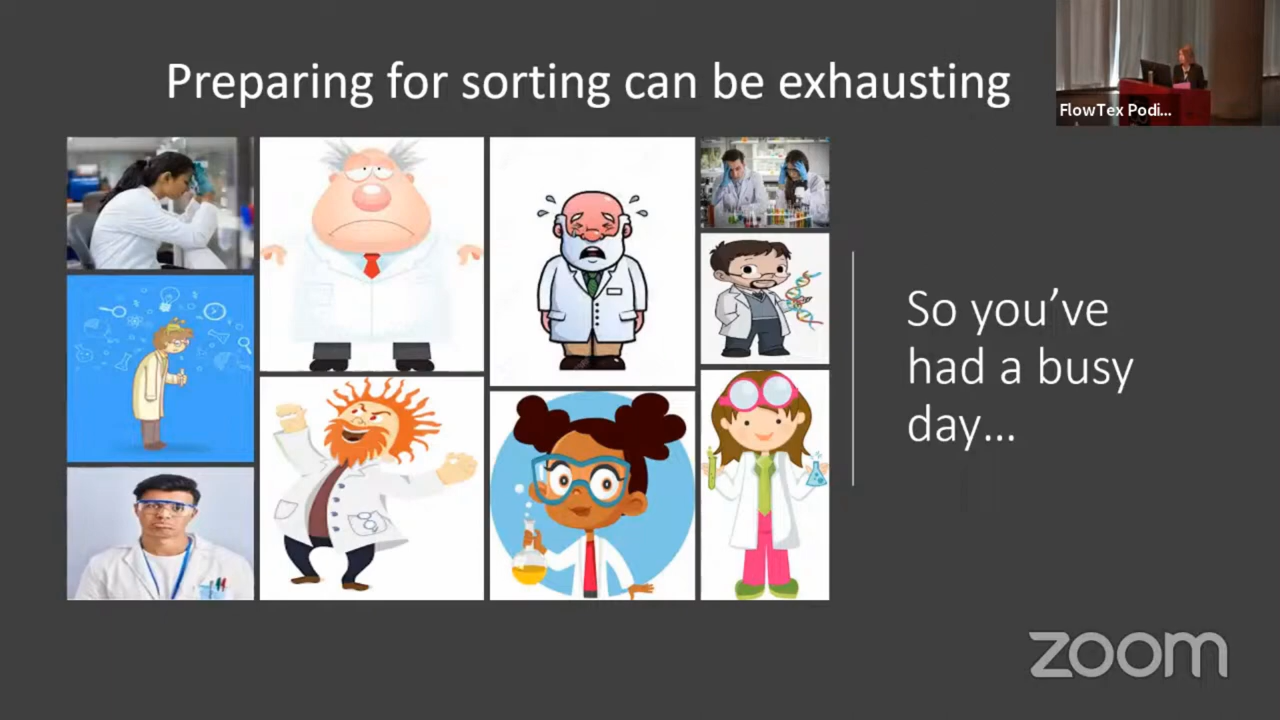 Preparing for sorting can be exhausting
FlowTex Podi...
So you've
had a busy
day...
zoom